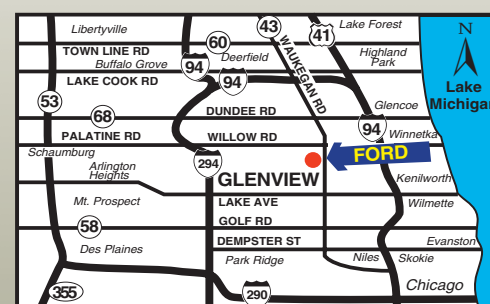 Libertyville
43
41
Lake Forest
N
TOWN LINE RD
60
WAUKEGAN RD
Buffalo Grove
Deerfield
Highland
Park
94
LAKE COOK RD
94
Lake
Michigan
53
Glencoe
68
DUNDEE RD
94
PALATINE RD
WILLOW RD
Winnetka
Schaumburg
FORD
Arlington
Heights
294
GLENVIEW
Kenilworth
Mt. Prospect
LAKE AVE
Wilmette
58
GOLF RD
DEMPSTER ST
Evanston
Des Plaines
Park Ridge
Niles
Skokie
355
290
Chicago